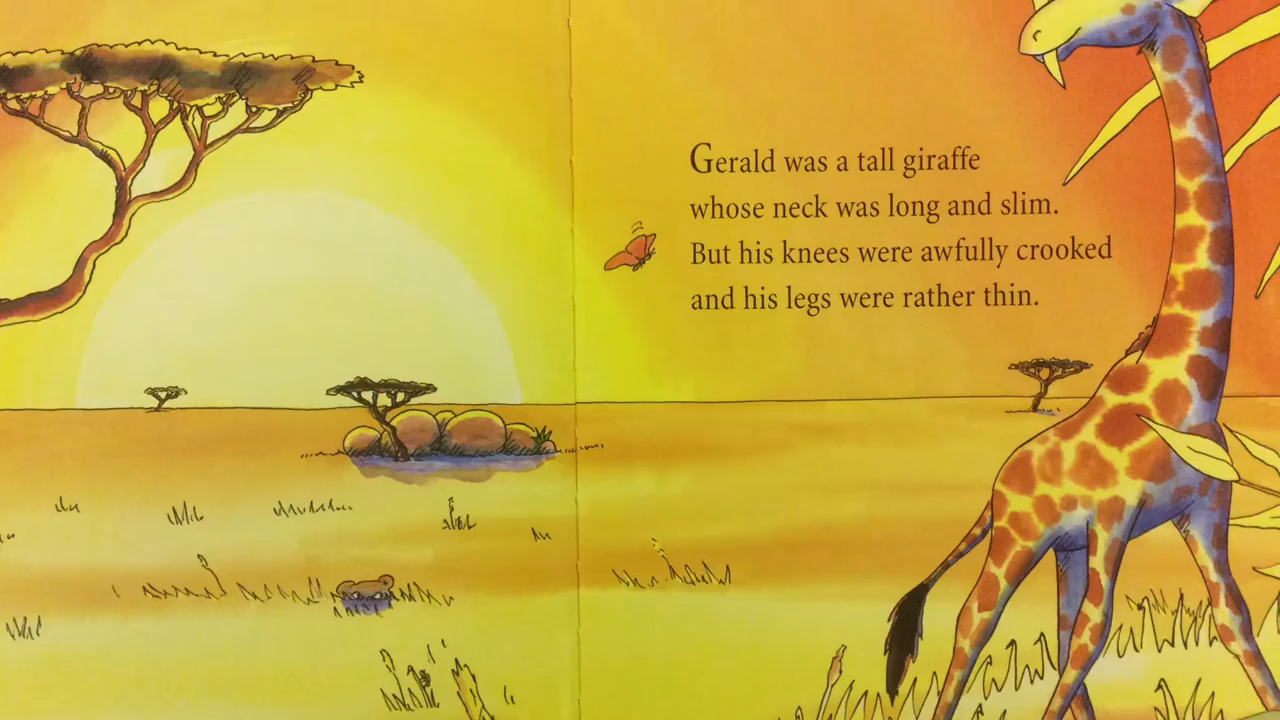 Gerald was a tall giraffe
whose neck was long and slim.
But his knees were awfully crooked
and his legs were rather thin.